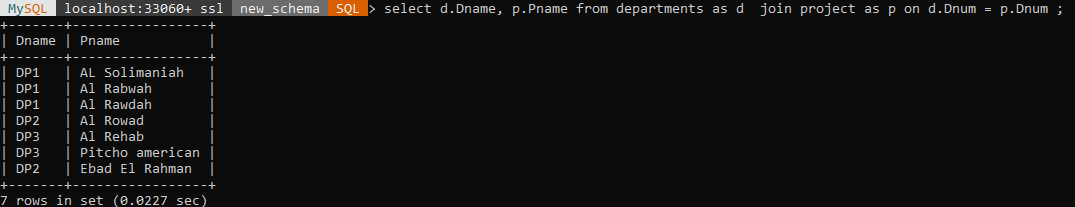 MySQL localhost:33060+ ssl new_schema SQL > select d.Dname, p.Pname from departments as d  join project as p on d.Dnum = p.Dnum ;
+-------+-----------------+
| Dname | Pname           |
+-------+-----------------+
| DP1   | AL Solimaniah   |
| DP1   | Al Rabwah       |
| DP1   | Al Rawdah       |
| DP2   | Al Rowad        |
| DP3   | Al Rehab        |
| DP3   | Pitcho american |
| DP2   | Ebad El Rahman  |
+-------+-----------------+
7 rows in set (0.0227 sec)